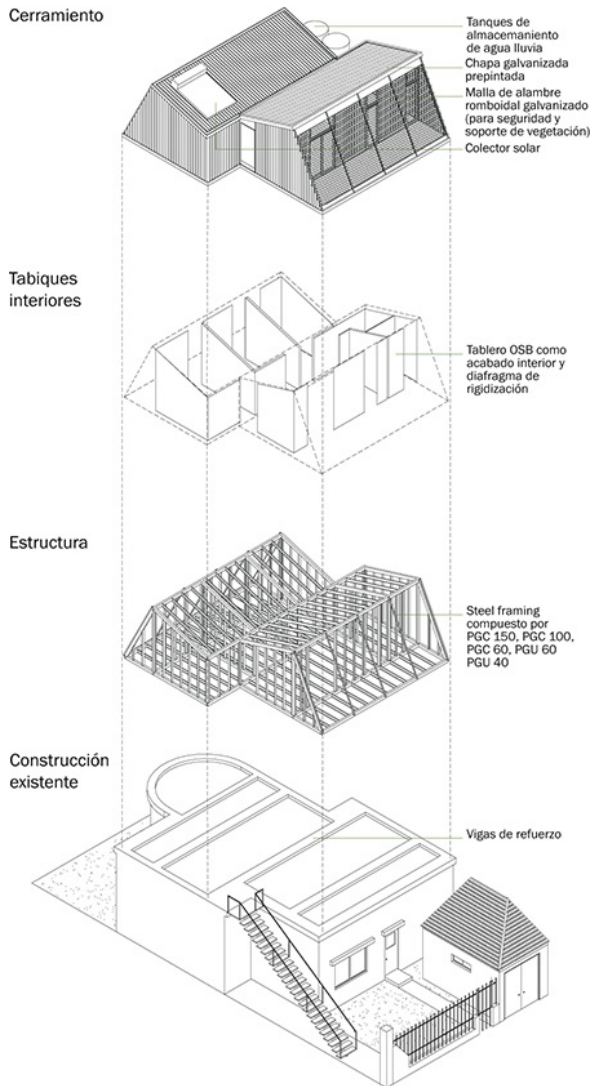 Cerramiento
Tanques de
almacemaniento
de agua lluvia
Chapa galvanizada
prepintada
Malla de alambre
romboidal galvanizado
(para seguridad y
soporte de vegetación)
Colector solar
Tabiques
interiores
Tablero OSB como
acabado interior y
diafragma de
rigidización
Estructura
Steel framing
compuesto por
PGC 150, PGC 100,
PGC 60, PGU 60
PGU 40
Construcción
existente
Vigas de refuerzo